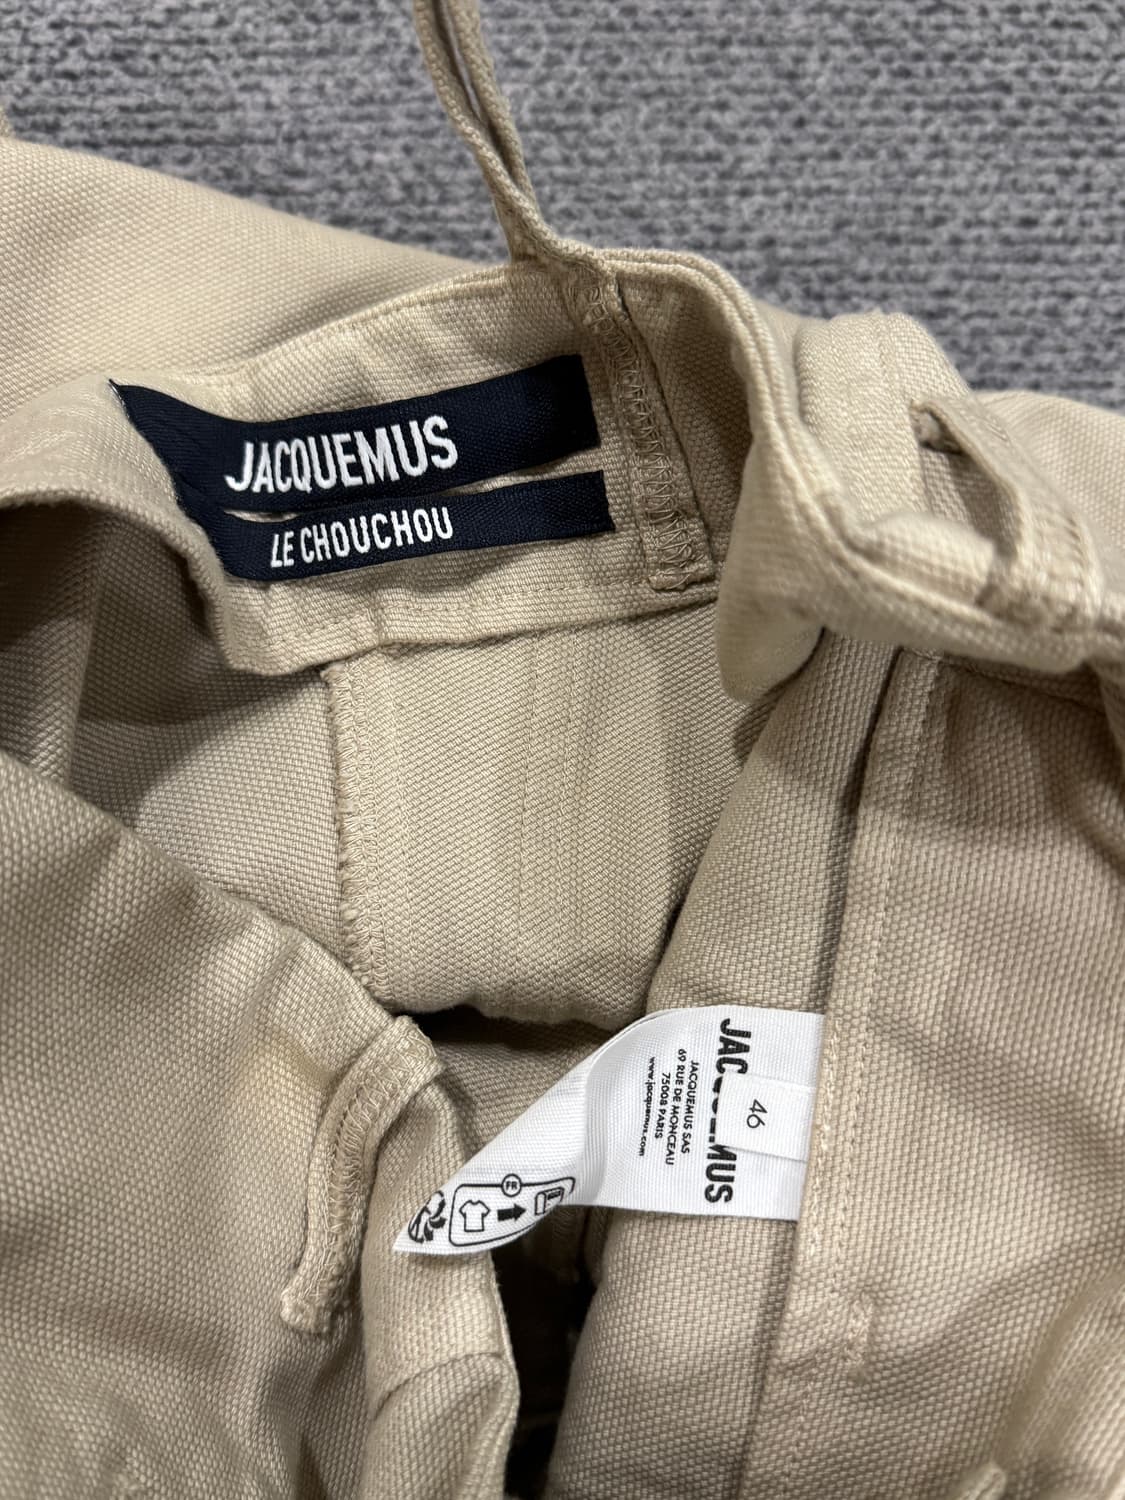 JACQUEMUS
LE CHOUCHOU
46
JACQUEMUS
JACQUEMUS SAS
69 RUE DE MONCEAU
75008 PARIS
www.jacquemus.com
FR